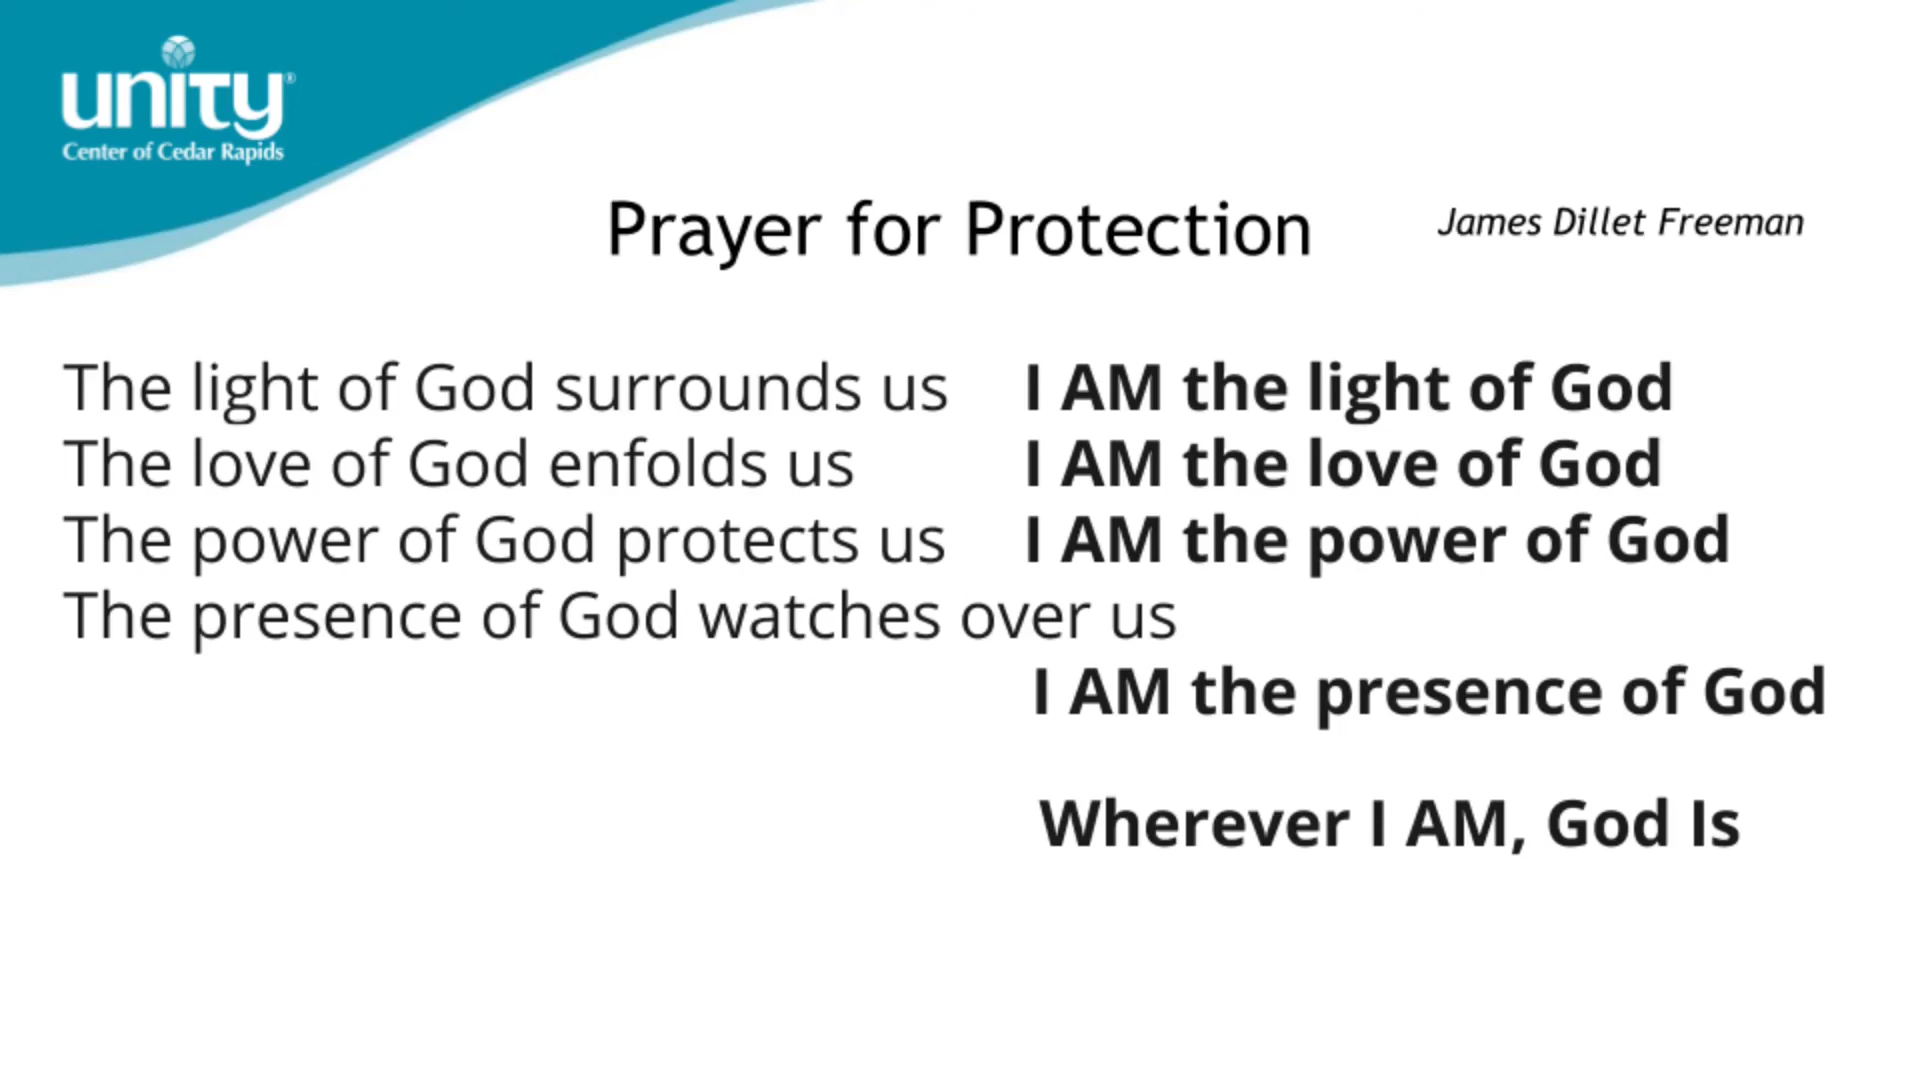 unity®
Center of Cedar Rapids
Prayer for Protection James Dillet Freeman
The light of God surrounds us I AM the light of God
The love of God enfolds us I AM the love of God
The power of God protects us I AM the power of God
The presence of God watches over us
I AM the presence of God
Wherever I AM, God Is